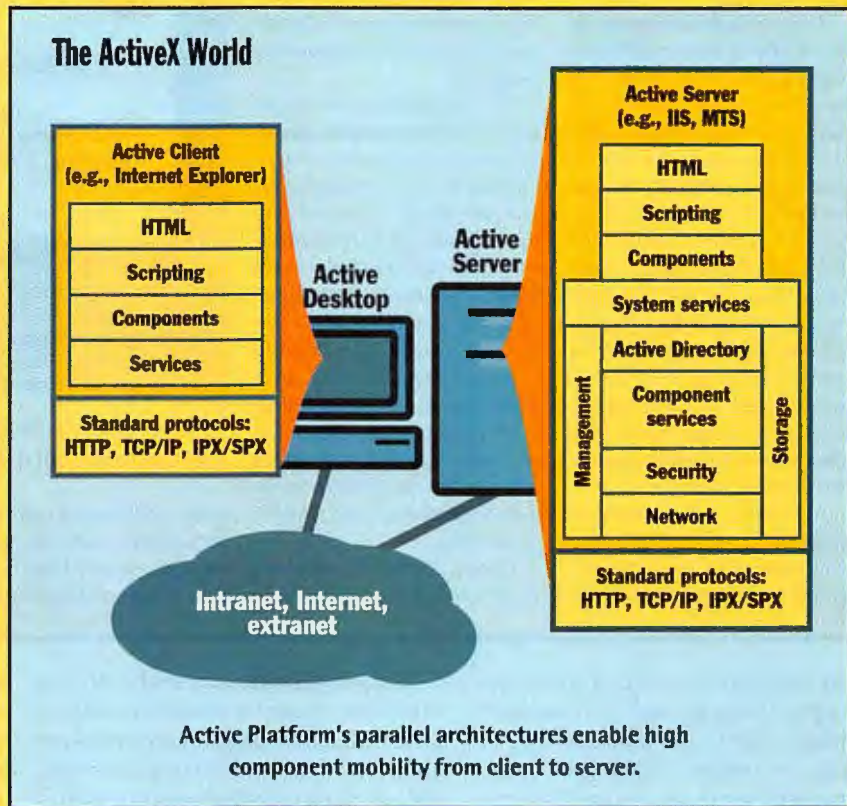 The ActiveX World
Active Client
(e.g., Internet Explorer)
HTML
Scripting
Components
Services
Standard protocols:
HTTP, TCP/IP, IPX/SPX
Active
Desktop
Active
Server
Active Server
(e.g., IIS, MTS)
HTML
Scripting
Components
System services
Management
Active Directory
Component
services
Security
Network
Storage
Standard protocols:
HTTP, TCP/IP, IPX/SPX
Intranet, Internet,
extranet
Active Platform's parallel architectures enable high
component mobility from client to server.